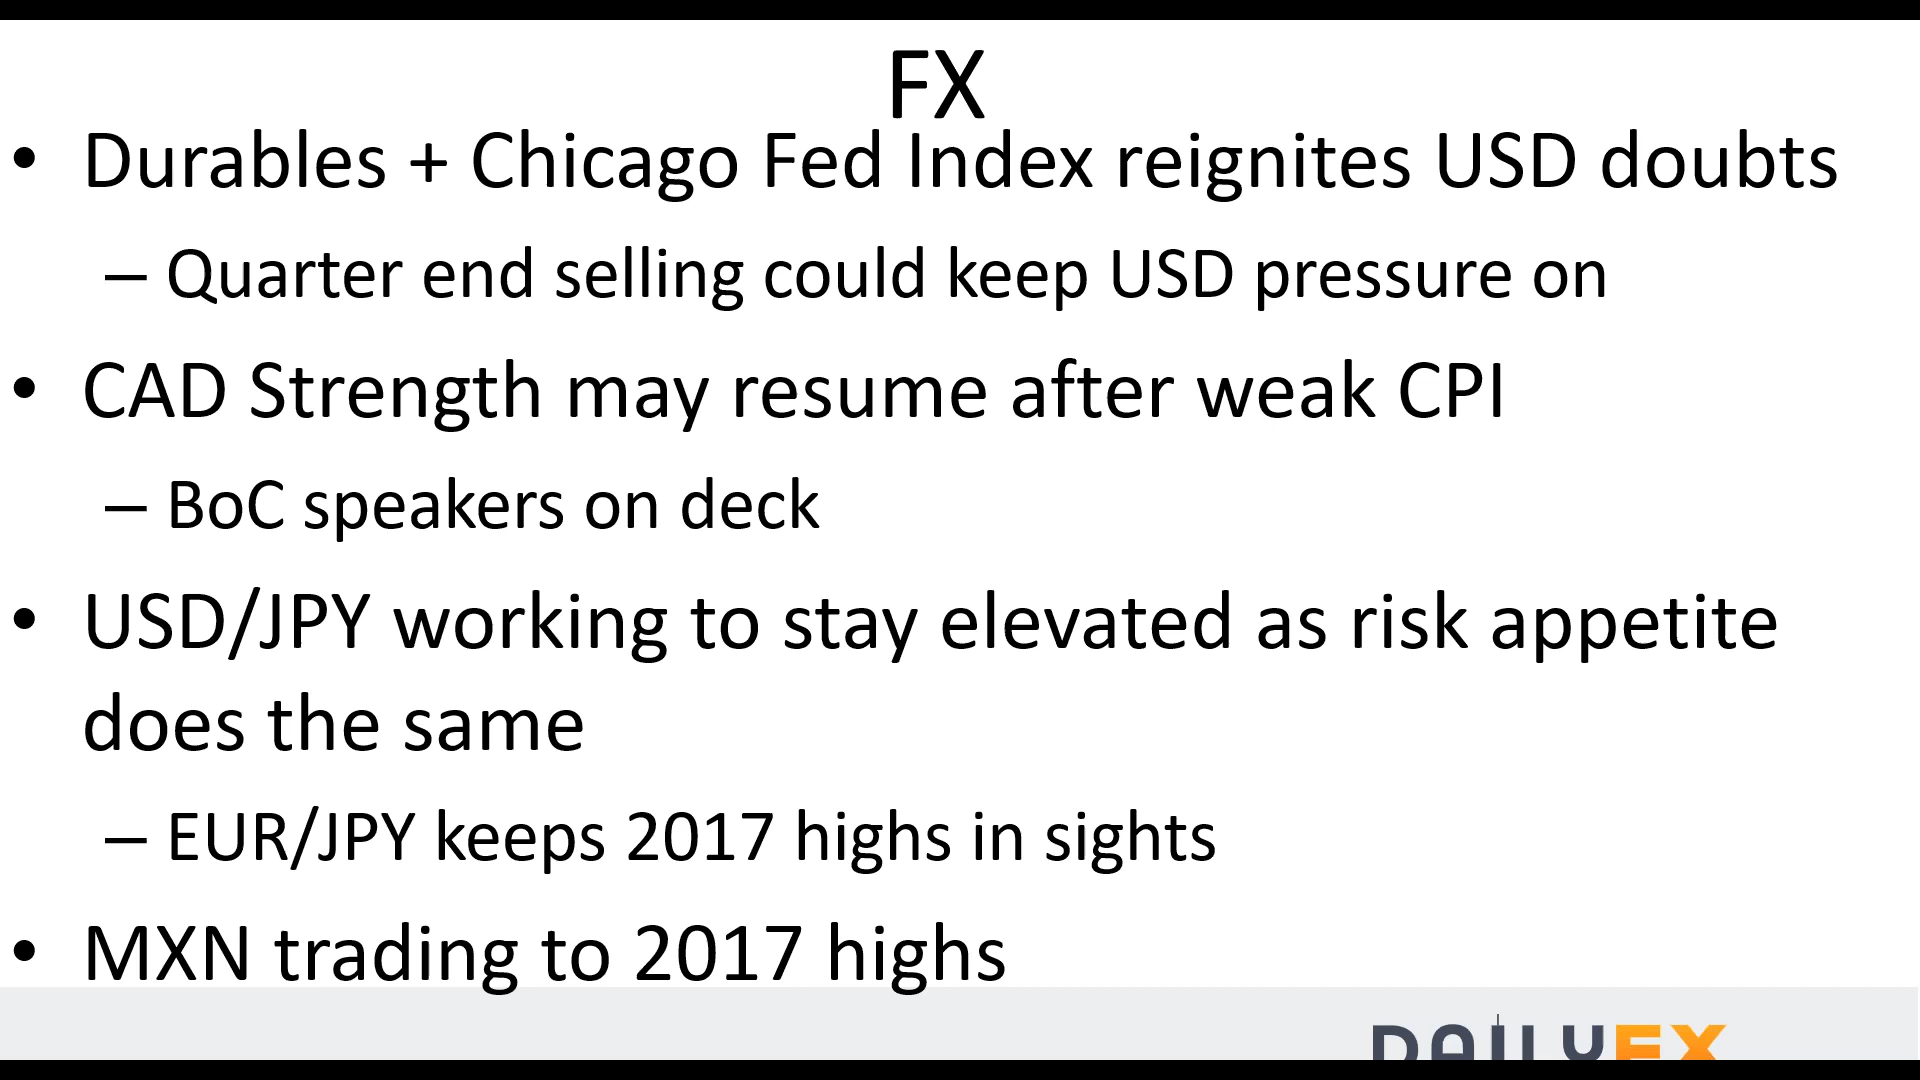 FX
• Durables + Chicago Fed Index reignites USD doubts
– Quarter end selling could keep USD pressure on
• CAD Strength may resume after weak CPI
– BoC speakers on deck
• USD/JPY working to stay elevated as risk appetite
does the same
– EUR/JPY keeps 2017 highs in sights
• MXN trading to 2017 highs
DAILYFX